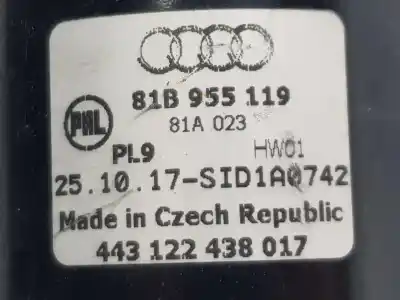 81B 955 119
PAL
81A 023
PL9
HW01
25.10.17-SID1A0742
Made in Czech Republic
443 122 438 017